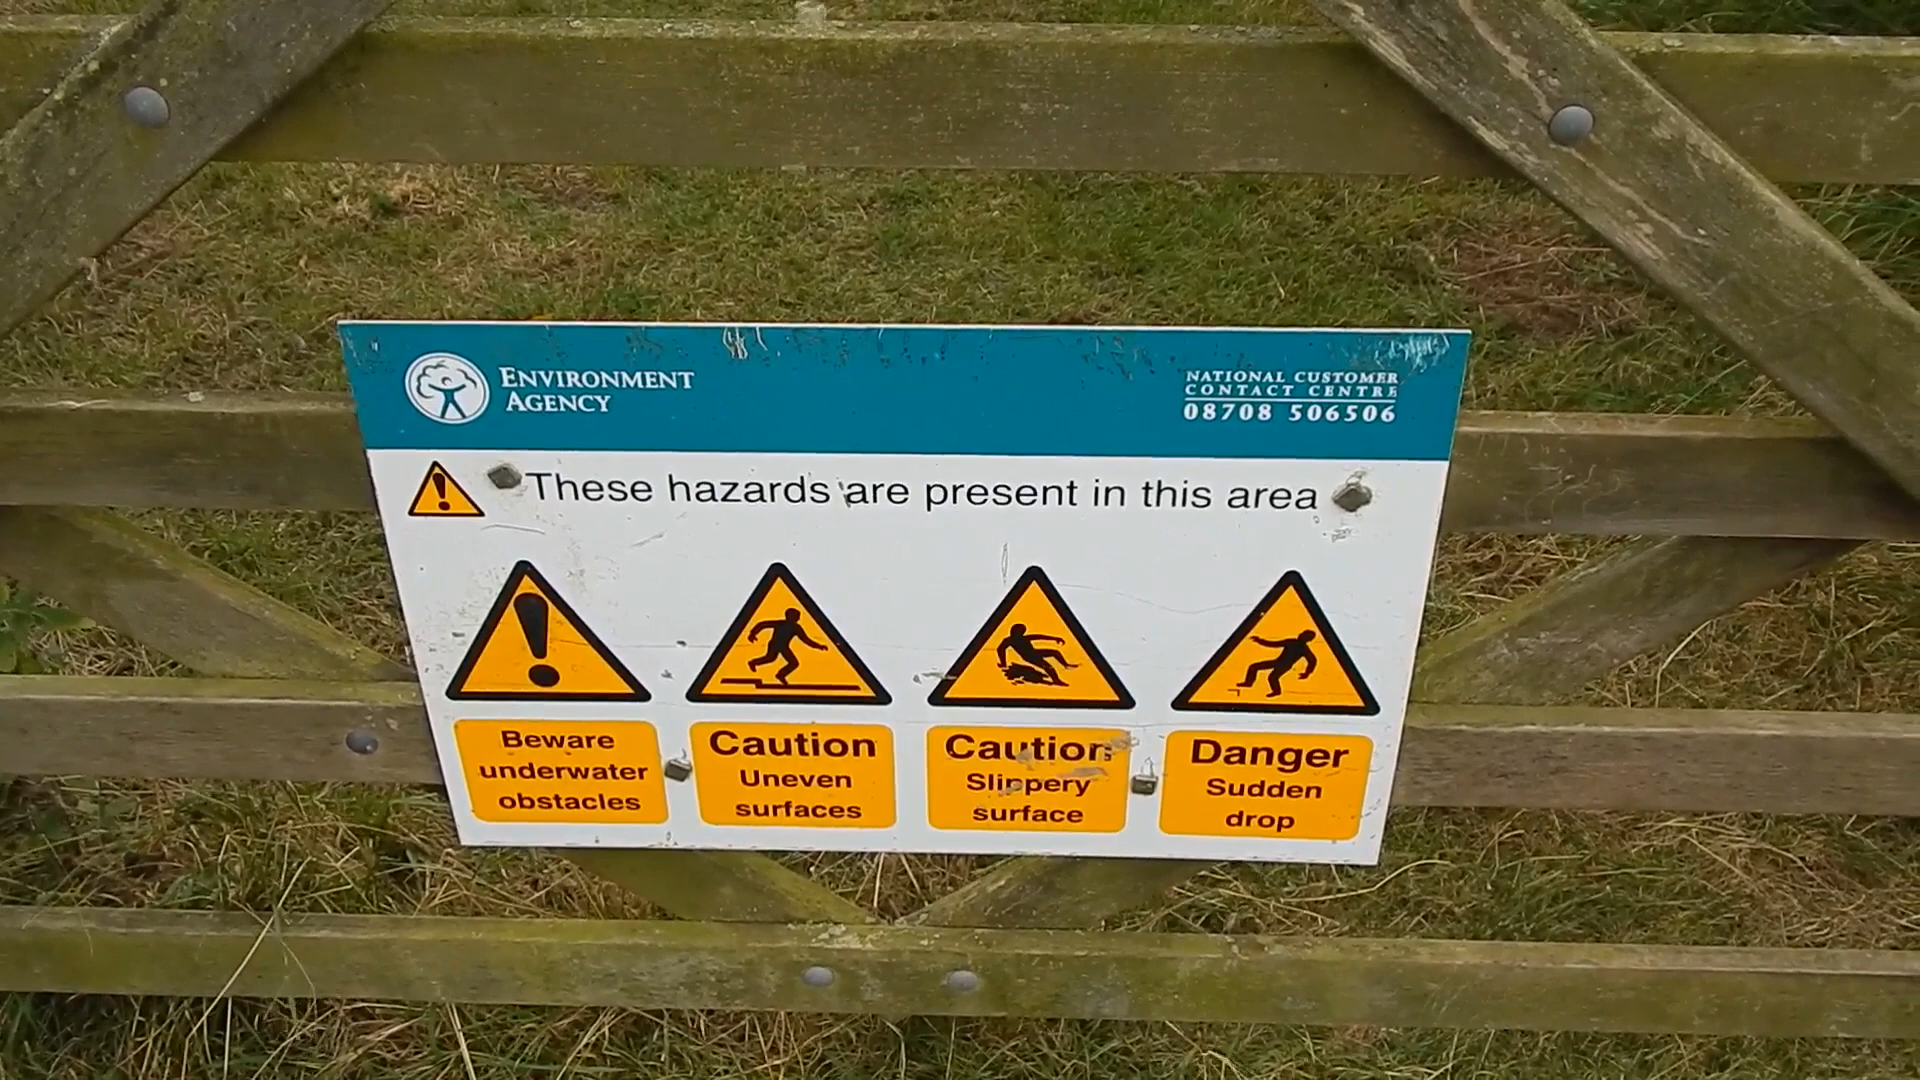 ENVIRONMENT
AGENCY
NATIONAL CUSTOMER
CONTACT CENTRE
08708 506506
These hazards are present in this area
Beware
underwater
obstacles
Caution
Uneven
surfaces
Caution
Slippery
surface
Danger
Sudden
drop